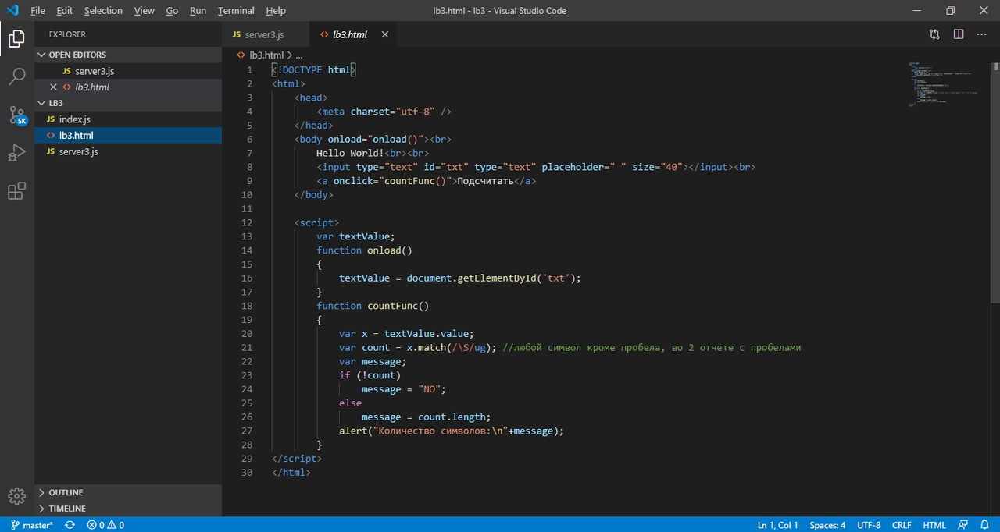 File Edit Selection View Go Run Terminal Help lb3.html - lb3 - Visual Studio Code
EXPLORER
OPEN EDITORS
JS server3.js
<> lb3.html
LB3
JS index.js
<> lb3.html
JS server3.js
OUTLINE
TIMELINE
5K
JS server3.js <> lb3.html
<> lb3.html > ...
1 <!DOCTYPE html>
2 <html>
3 <head>
4 <meta charset="utf-8" />
5 </head>
6 <body onload="onload()"><br>
7 Hello World!<br><br>
8 <input type="text" id="txt" type="text" placeholder=" " size="40"></input><br>
9 <a onclick="countFunc()">Подсчитать</a>
10 </body>
11
12 <script>
13 var textValue;
14 function onload()
15 {
16 textValue = document.getElementById('txt');
17 }
18 function countFunc()
19 {
20 var x = textValue.value;
21 var count = x.match(/\S/ug); //любой символ кроме пробела, во 2 отчете с пробелами
22 var message;
23 if (!count)
24 message = "NO";
25 else
26 message = count.length;
27 alert("Количество символов:\n"+message);
28 }
29 </script>
30 </html>
master* 0 0 Ln 1, Col 1 Spaces: 4 UTF-8 CRLF HTML